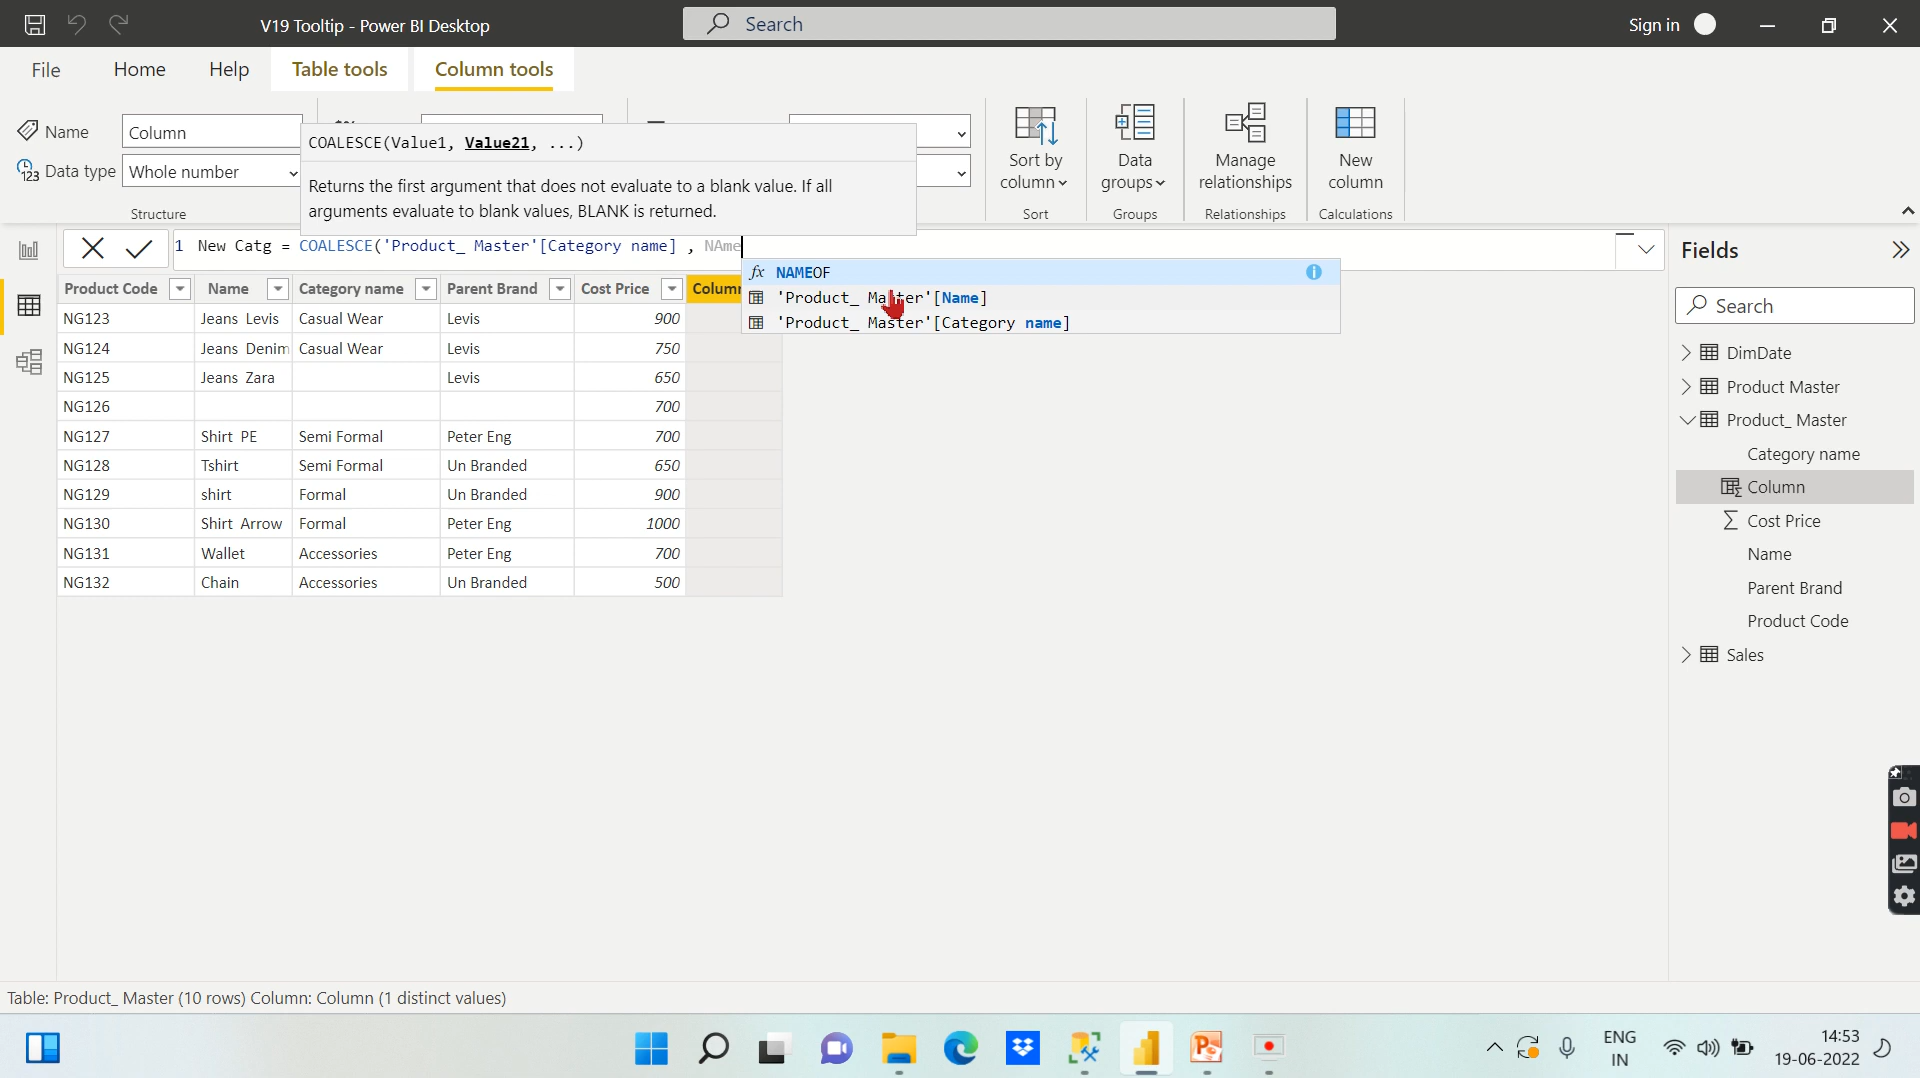 V19 Tooltip - Power BI Desktop
Search
Sign in
File
Home
Help
Table tools
Column tools
Name
Column
Data type
Whole number
Structure
COALESCE(Value1, Value21, ...)
Returns the first argument that does not evaluate to a blank value. If all
arguments evaluate to blank values, BLANK is returned.
Sort by
column
Sort
Data
groups
Groups
Manage
relationships
Relationships
New
column
Calculations
1 New Catg = COALESCE('Product_ Master'[Category name] , NAme
NAMEOF
'Product_ Master'[Name]
'Product_ Master'[Category name]
Product Code Name Category name Parent Brand Cost Price Column
NG123 Jeans Levis Casual Wear Levis 900
NG124 Jeans Denim Casual Wear Levis 750
NG125 Jeans Zara Levis 650
NG126 700
NG127 Shirt PE Semi Formal Peter Eng 700
NG128 Tshirt Semi Formal Un Branded 650
NG129 shirt Formal Un Branded 900
NG130 Shirt Arrow Formal Peter Eng 1000
NG131 Wallet Accessories Peter Eng 700
NG132 Chain Accessories Un Branded 500
Fields
Search
DimDate
Product Master
Product_ Master
Category name
Column
Cost Price
Name
Parent Brand
Product Code
Sales
Table: Product_ Master (10 rows) Column: Column (1 distinct values)
ENG
IN
14:53
19-06-2022